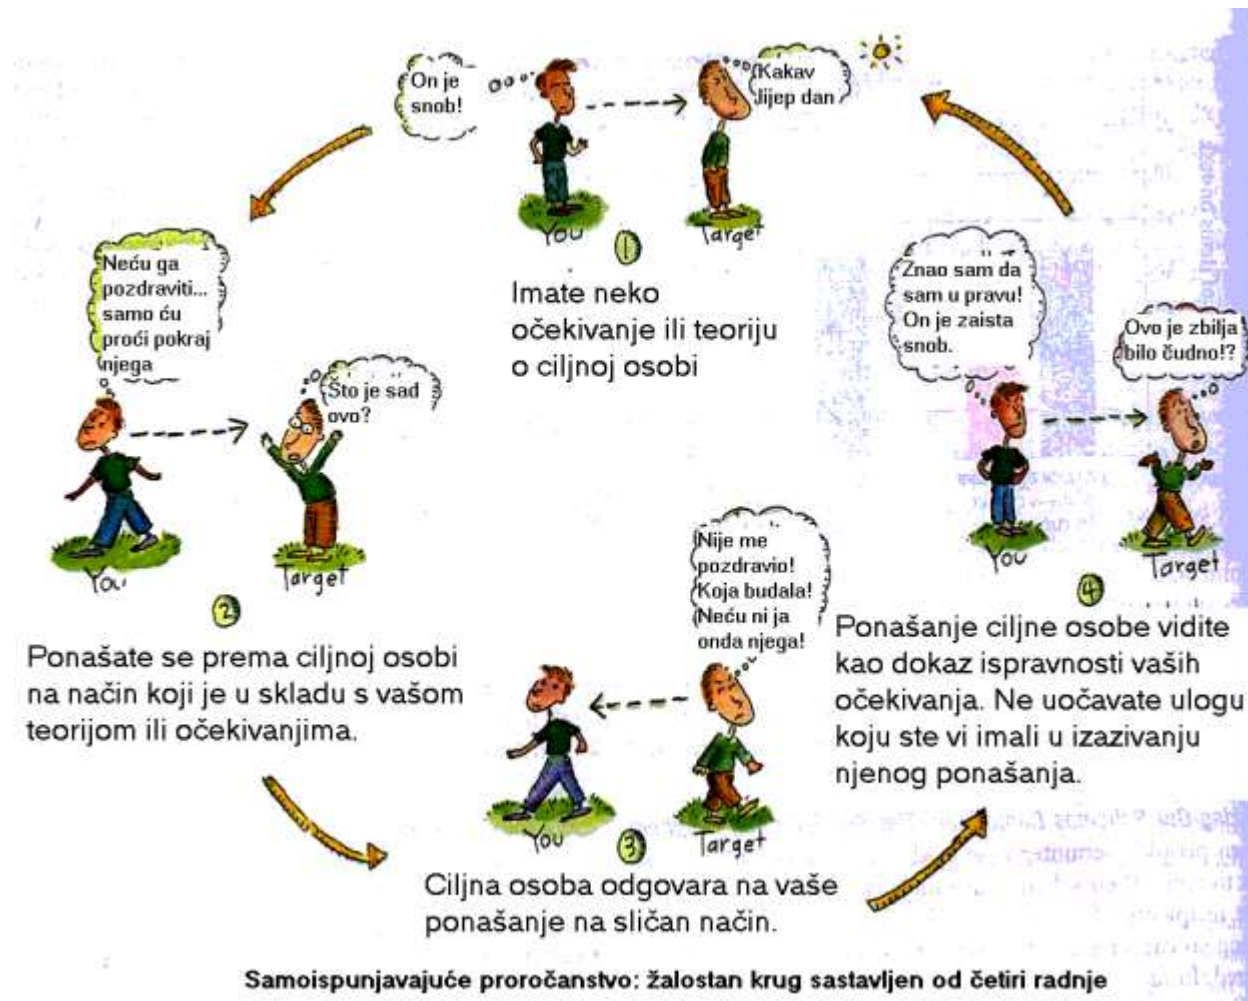 On je
snob!
Kakav
lijep dan
You
Target
1
Imate neko
očekivanje ili teoriju
o ciljnoj osobi
Neću ga
pozdraviti...
samo ću
proći pokraj
njega
Što je sad
ovo?
You
Target
2
Ponašate se prema ciljnoj osobi
na način koji je u skladu s vašom
teorijom ili očekivanjima.
Nije me
pozdravio!
Koja budala!
Neću ni ja
onda njega!
You
Target
3
Ciljna osoba odgovara na vaše
ponašanje na sličan način.
Znao sam da
sam u pravu!
On je zaista
snob.
Ovo je zbilja
bilo čudno!?
You
Target
4
Ponašanje ciljne osobe vidite
kao dokaz ispravnosti vaših
očekivanja. Ne uočavate ulogu
koju ste vi imali u izazivanju
njenog ponašanja.
Samoispunjavajuće proročanstvo: žalostan krug sastavljen od četiri radnje